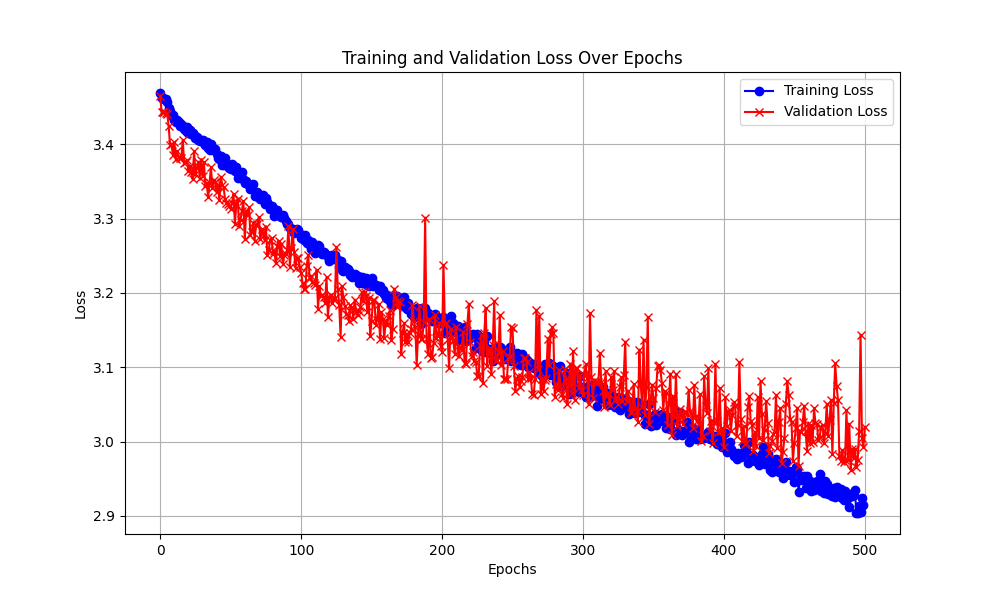 Training and Validation Loss Over Epochs
Training Loss
Validation Loss
3.4
3.3
3.2
3.1
3.0
2.9
Loss
0
100
200
300
400
500
Epochs